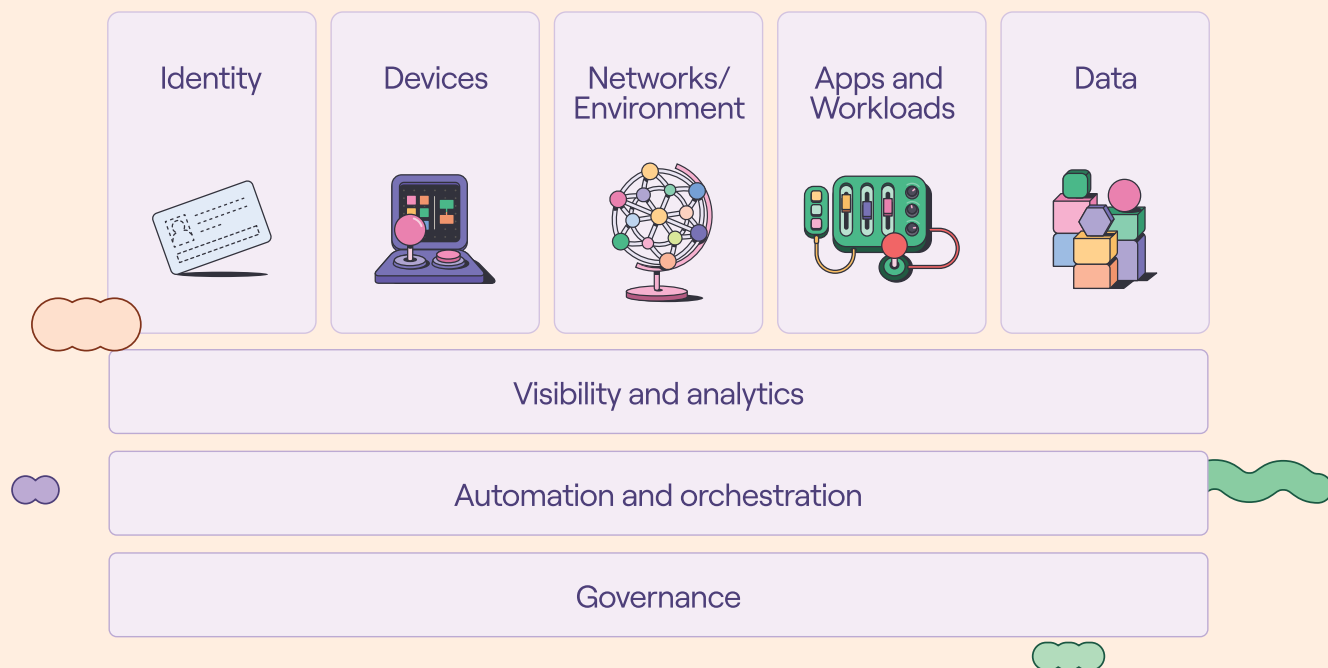 Identity
Devices
Networks/
Environment
Apps and
Workloads
Data
Visibility and analytics
Automation and orchestration
Governance